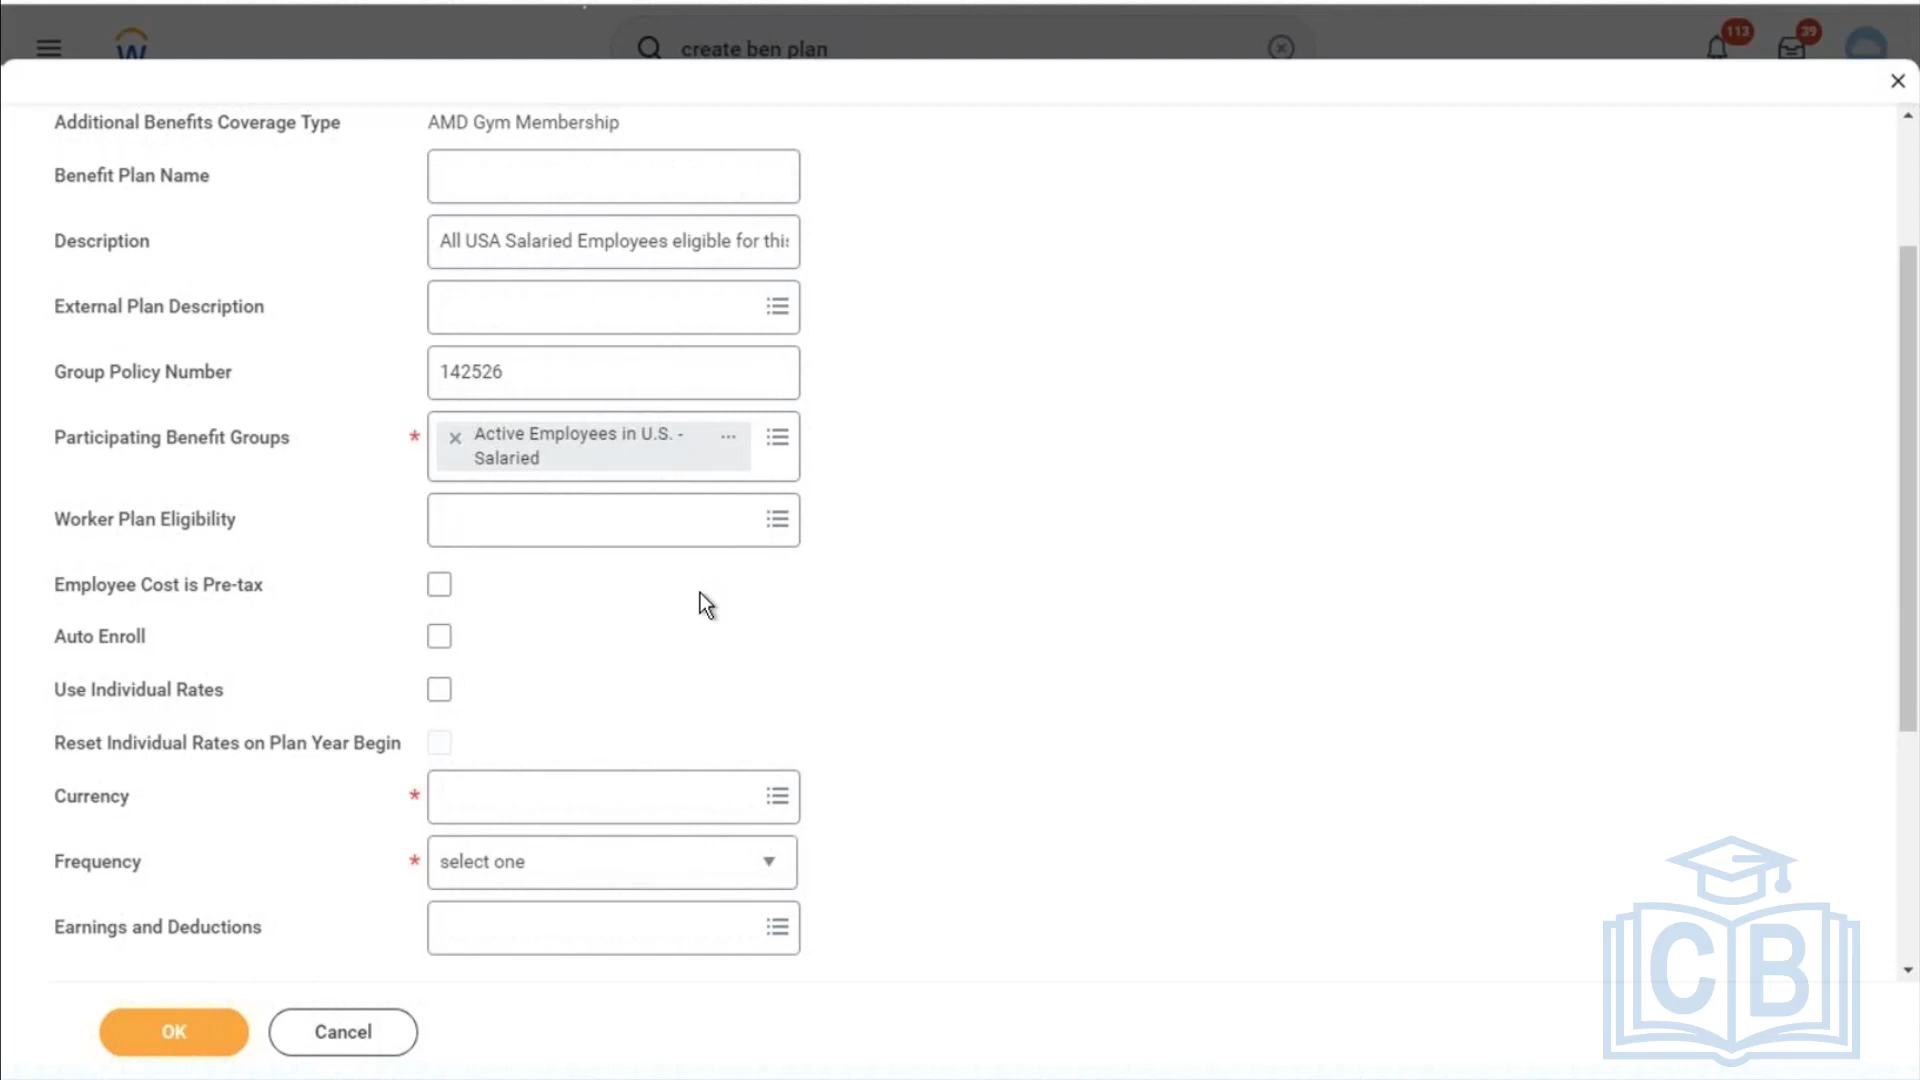 W
create ben plan
113
39
Additional Benefits Coverage Type
AMD Gym Membership
Benefit Plan Name
Description
All USA Salaried Employees eligible for this
External Plan Description
Group Policy Number
142526
Participating Benefit Groups
*
Active Employees in U.S. -
Salaried
Worker Plan Eligibility
Employee Cost is Pre-tax
Auto Enroll
Use Individual Rates
Reset Individual Rates on Plan Year Begin
Currency
*
Frequency
*
select one
Earnings and Deductions
OK
Cancel
CB